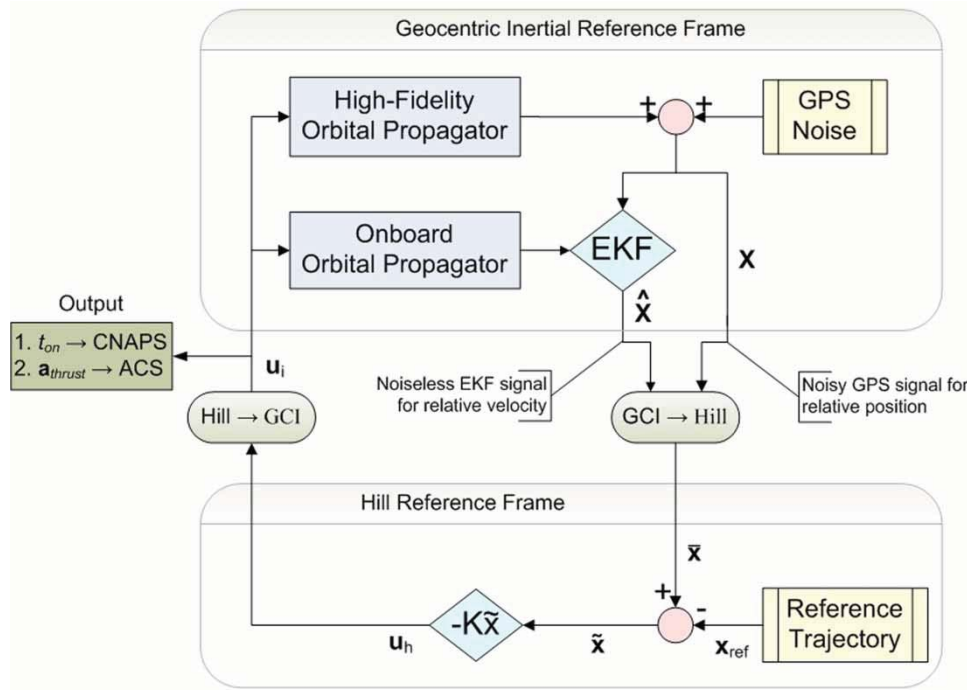 Geocentric Inertial Reference Frame
High-Fidelity
Orbital Propagator
+
+
GPS
Noise
Onboard
Orbital Propagator
EKF
X
X̂
Output
1. t_on → CNAPS
2. a_thrust → ACS
u_i
Noiseless EKF signal
for relative velocity
Noisy GPS signal for
relative position
Hill → GCI
GCI → Hill
Hill Reference Frame
x̄
+
-
-Kx̃
u_h
x̃
x_ref
Reference
Trajectory